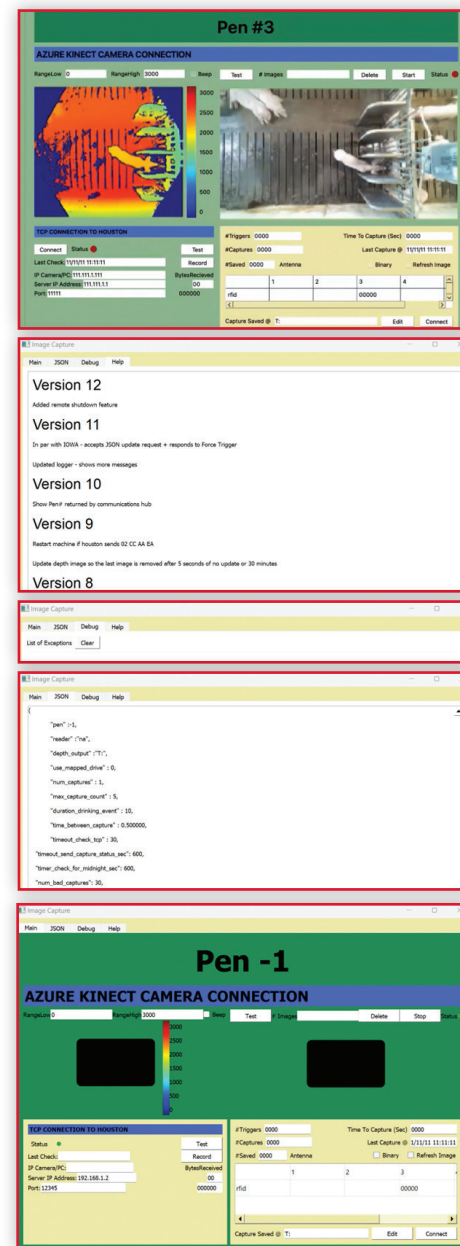 Pen #3
AZURE KINECT CAMERA CONNECTION
RangeLow 0 RangeHigh 3000 Beep Test # Images Delete Start Status
3000
2500
2000
1500
1000
500
0
TCP CONNECTION TO HOUSTON
Connect Status Test
Last Check: 11/11/11 11:11:11 Record
IP Camera/PC: 111.111.1.111 BytesRecieved
Server IP Address: 111.111.1.1 00
Port: 11111 000000
#Triggers 0000 Time To Capture (Sec) 0000
#Captures 0000 Last Capture @ 11/11/11 11:11:11
#Saved 0000 Antenna Binary Refresh Image
1 2 3 4
rfid 00000
Capture Saved @ T: Edit Connect
Image Capture
Main JSON Debug Help
Version 12
Added remote shutdown feature
Version 11
In par with IOWA - accepts JSON update request + responds to Force Trigger
Updated logger - shows more messages
Version 10
Show Pen# returned by communications hub
Version 9
Restart machine if houston sends 02 CC AA EA
Update depth image so the last image is removed after 5 seconds of no update or 30 minutes
Version 8
Image Capture
Main JSON Debug Help
List of Exceptions Clear
Image Capture
Main JSON Debug Help
{
"pen" :-1,
"reader" :"na",
"depth_output" :"T:",
"use_mapped_drive" : 0,
"num_captures" : 1,
"max_capture_count" : 5,
"duration_drinking_event" : 10,
"time_between_capture" : 0.500000,
"timeout_check_tcp" : 30,
"timeout_send_capture_status_sec": 600,
"timer_check_for_midnight_sec": 600,
"num_bad_captures": 30,
Image Capture
Main JSON Debug Help
Pen -1
AZURE KINECT CAMERA CONNECTION
RangeLow 0 RangeHigh 3000 Beep Test # Images Delete Stop Status
3000
2500
2000
1500
1000
500
0
TCP CONNECTION TO HOUSTON
Status Test
Last Check: Record
IP Camera/PC: BytesReceived
Server IP Address: 192.168.1.2 00
Port: 12345 000000
#Triggers 0000 Time To Capture (Sec) 0000
#Captures 0000 Last Capture @ 1/11/11 11:11:11
#Saved 0000 Antenna Binary Refresh Image
1 2 3
rfid 00000
Capture Saved @ T: Edit Connect